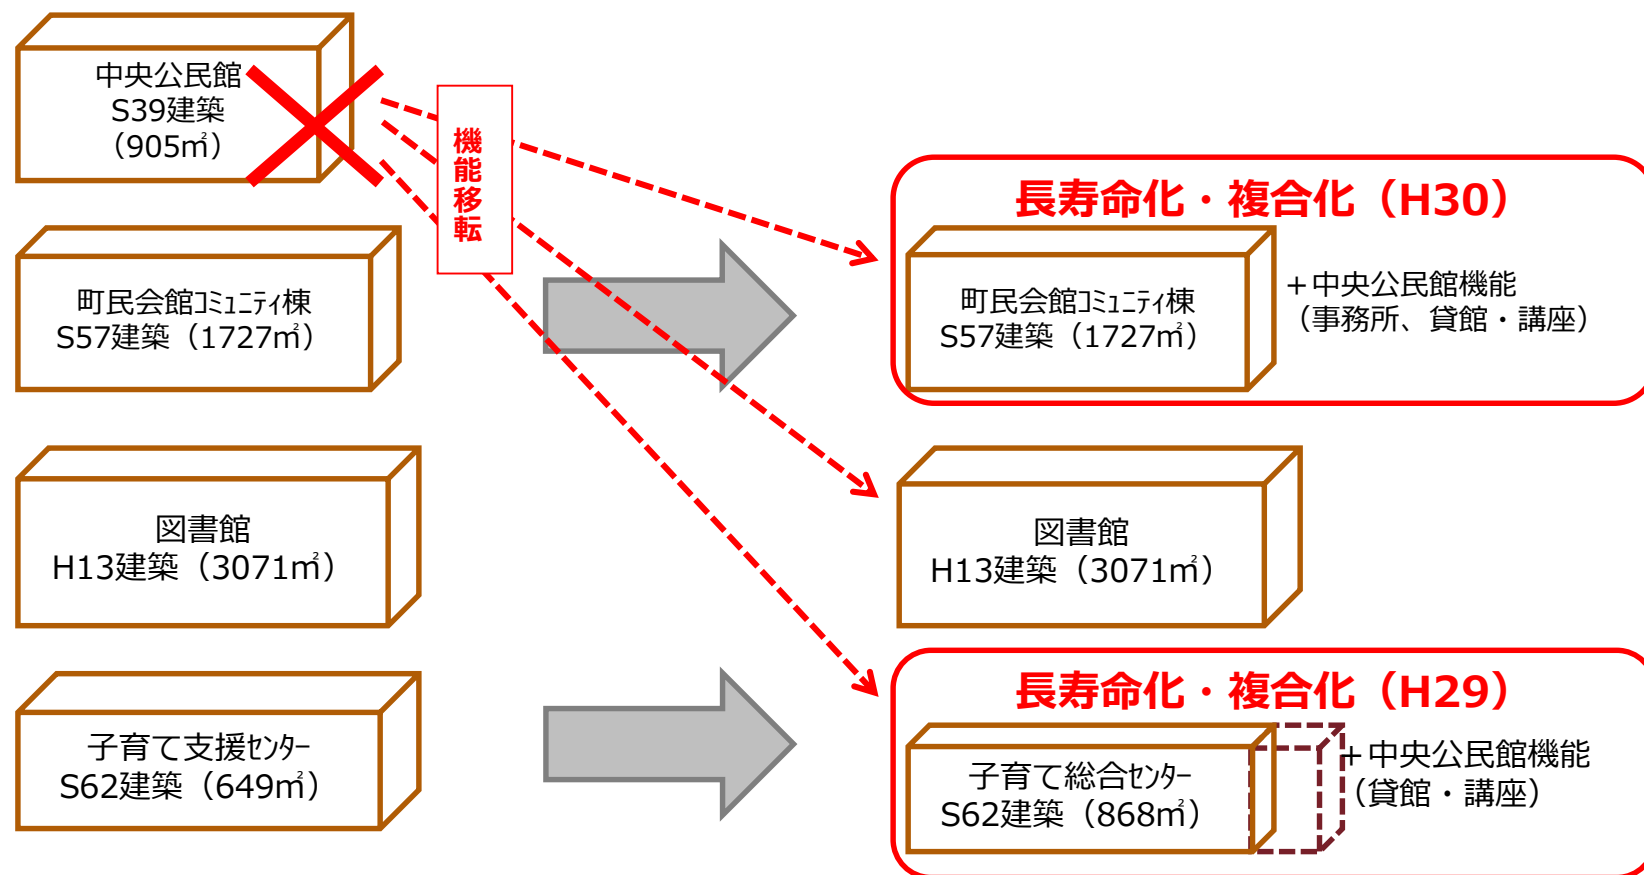 中央公民館
S39建築
（905㎡）
機能移転
町民会館ｺﾐｭﾆﾃｨ棟
S57建築（1727㎡）
図書館
H13建築（3071㎡）
子育て支援ｾﾝﾀｰ
S62建築（649㎡）
長寿命化・複合化（H30）
町民会館ｺﾐｭﾆﾃｨ棟
S57建築（1727㎡）
＋中央公民館機能
（事務所、貸館・講座）
図書館
H13建築（3071㎡）
長寿命化・複合化（H29）
子育て総合ｾﾝﾀｰ
S62建築（868㎡）
＋中央公民館機能
（貸館・講座）